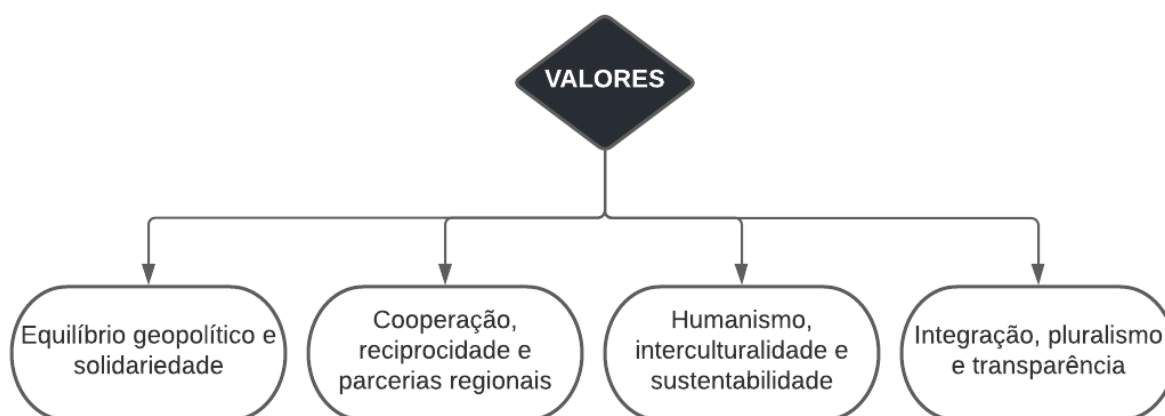 VALORES
Equilíbrio geopolítico e
solidariedade
Cooperação,
reciprocidade e
parcerias regionais
Humanismo,
interculturalidade e
sustentabilidade
Integração, pluralismo
e transparência